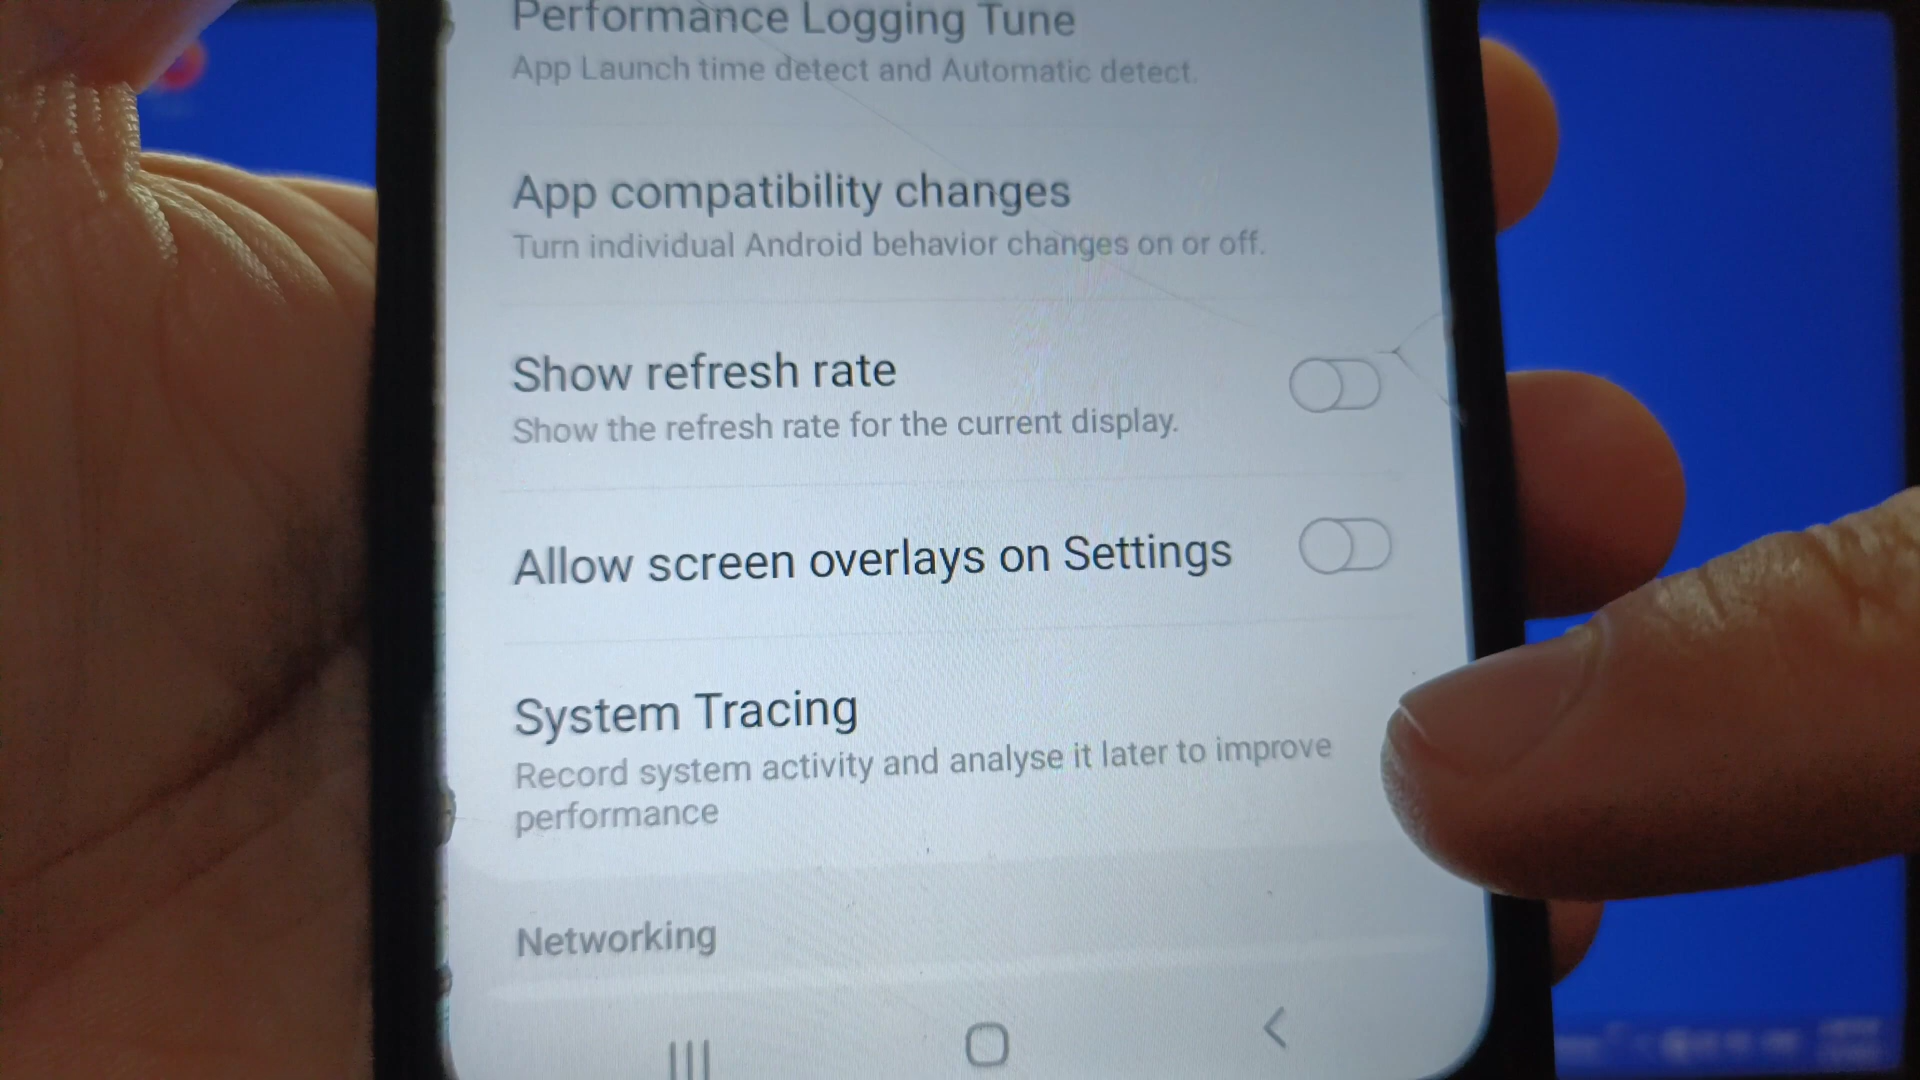 Performance Logging Tune
App Launch time detect and Automatic detect.
App compatibility changes
Turn individual Android behavior changes on or off.
Show refresh rate
Show the refresh rate for the current display.
Allow screen overlays on Settings
System Tracing
Record system activity and analyse it later to improve
performance
Networking